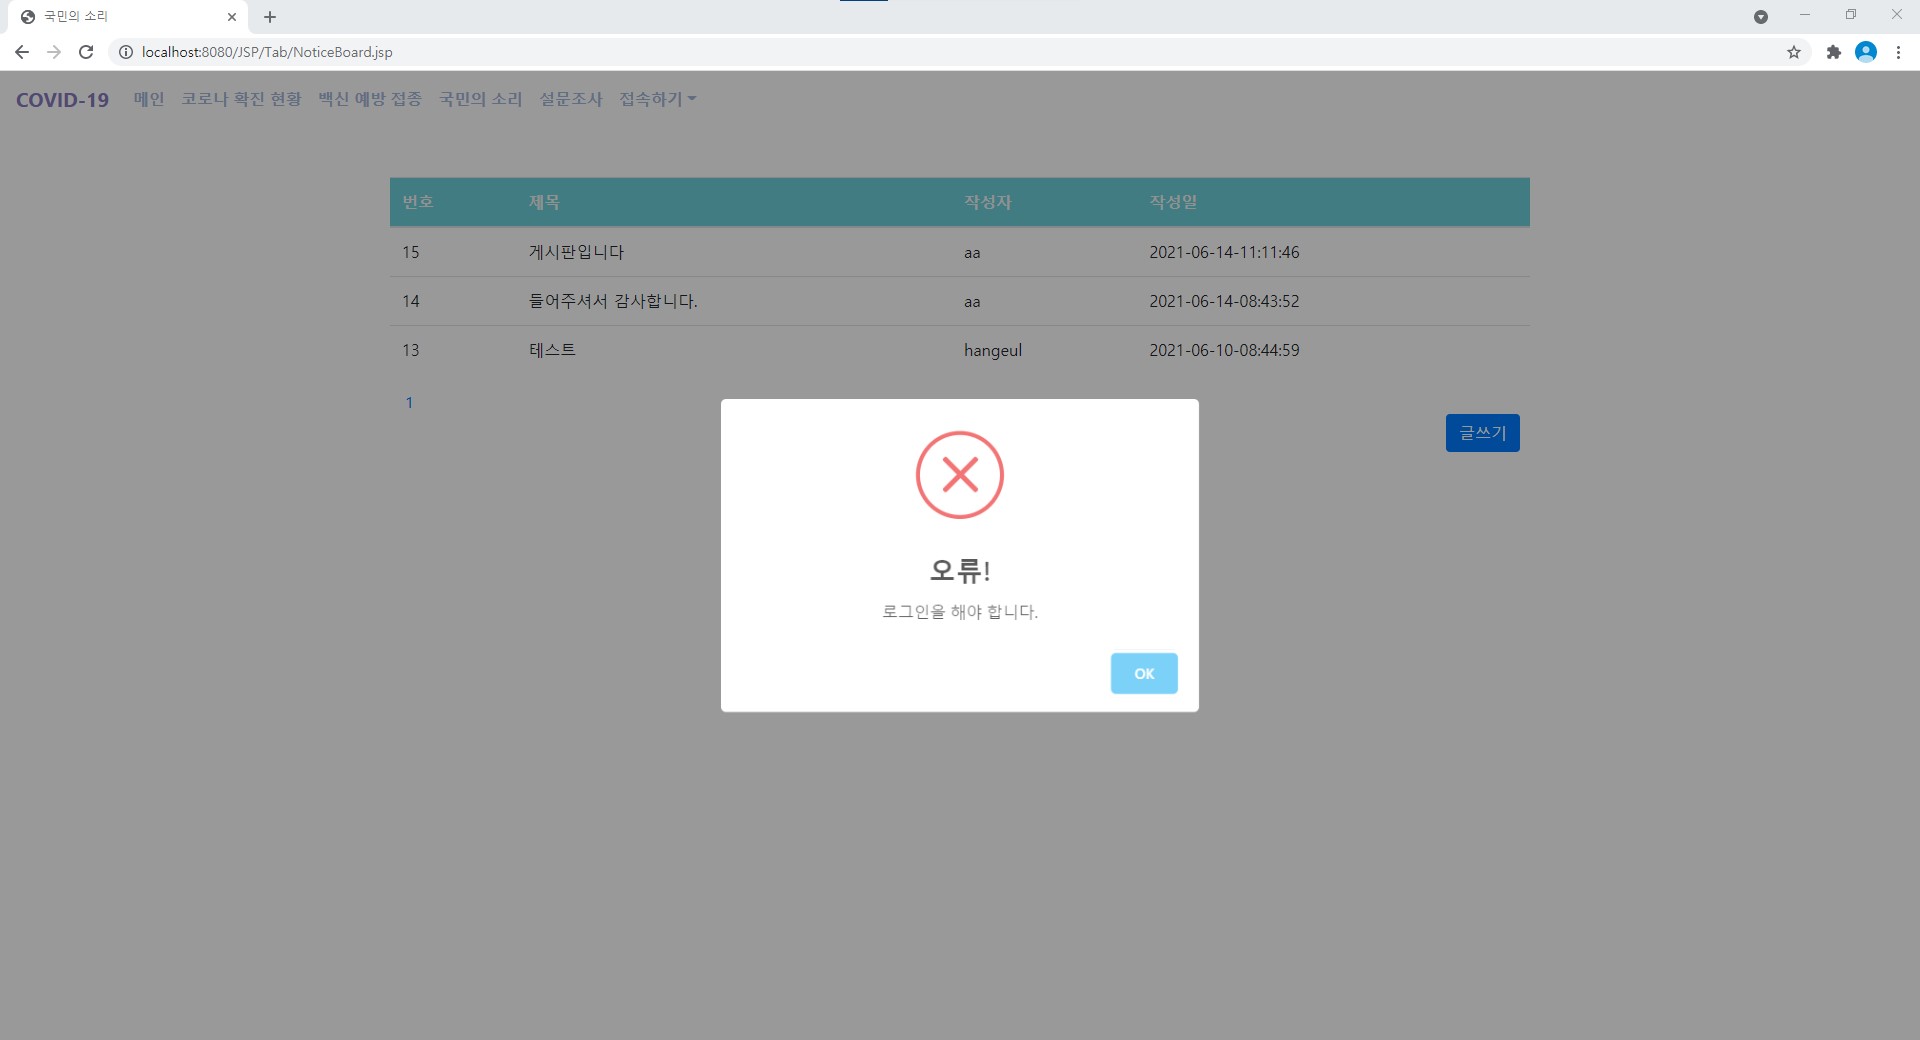 국민의 소리
localhost:8080/JSP/Tab/NoticeBoard.jsp
COVID-19 메인 코로나 확진 현황 백신 예방 접종 국민의 소리 설문조사 접속하기
번호 제목 작성자 작성일
15 게시판입니다 aa 2021-06-14-11:11:46
14 들어주셔서 감사합니다. aa 2021-06-14-08:43:52
13 테스트 hangeul 2021-06-10-08:44:59
1
글쓰기
오류!
로그인을 해야 합니다.
OK